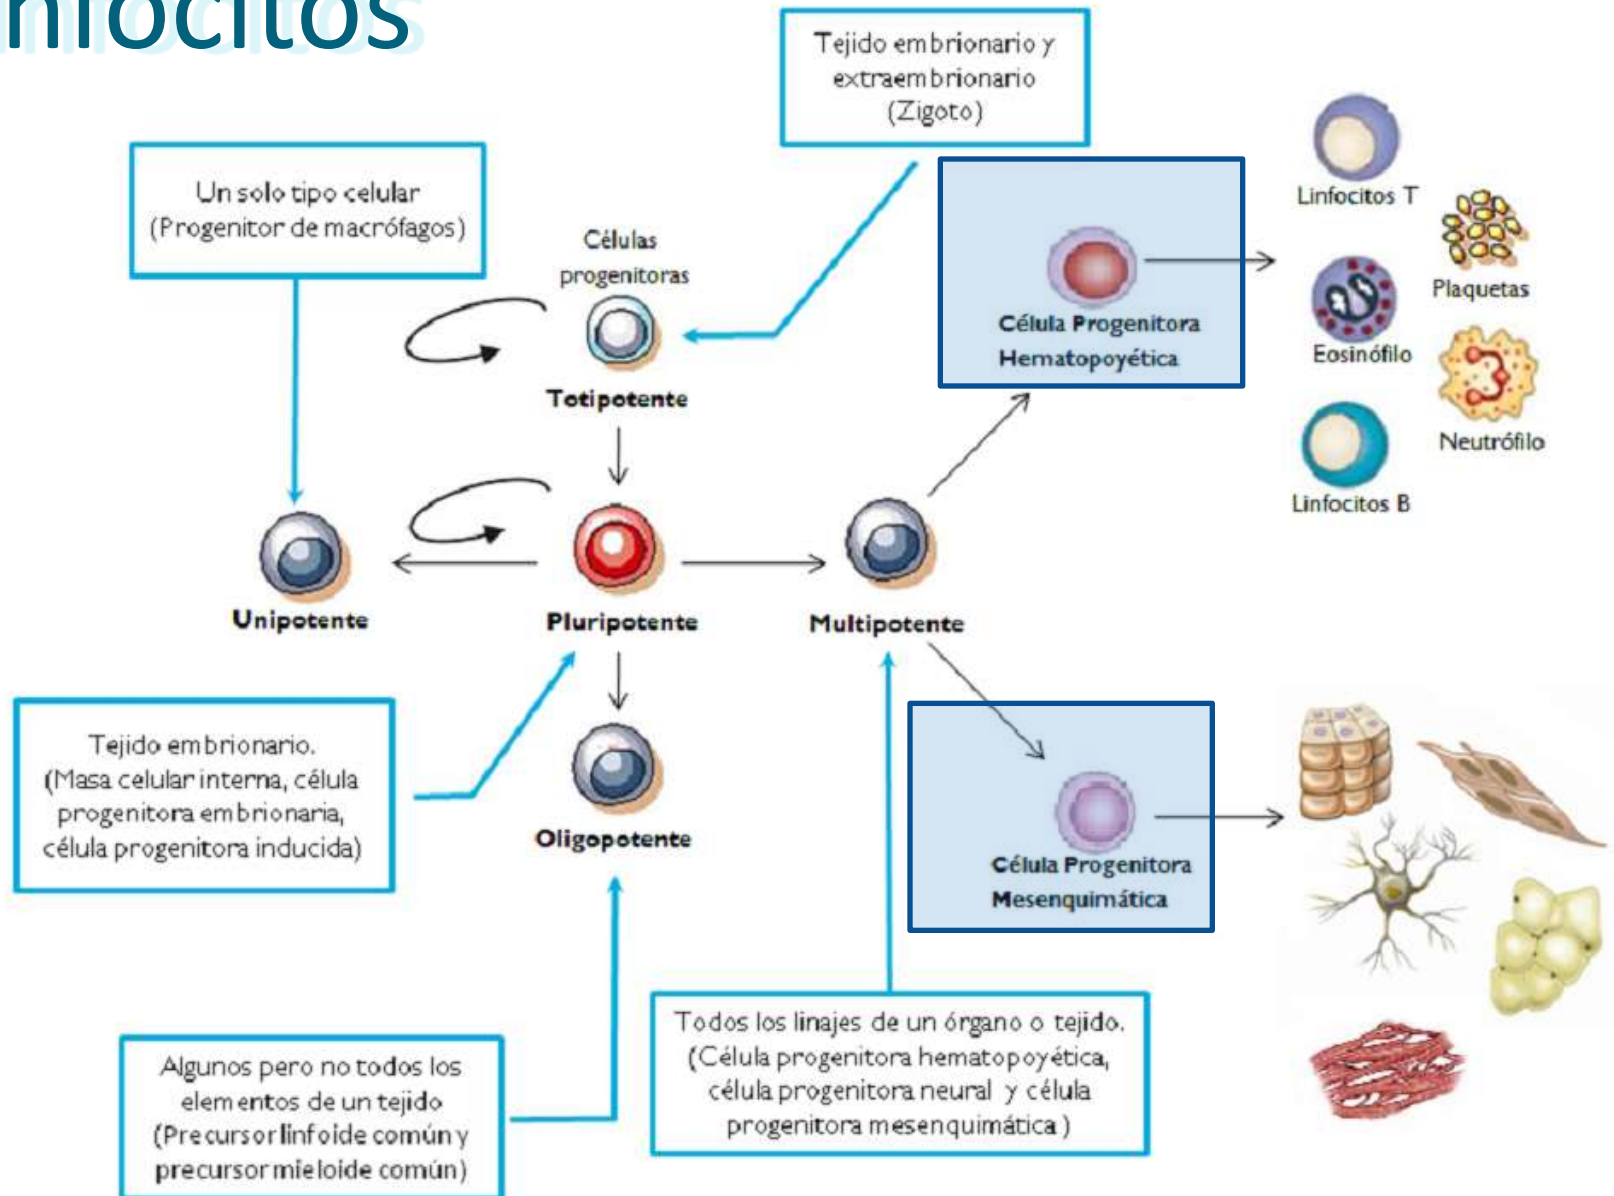 nfocitos
Tejido embrionario y
extraembrionario
(Zigoto)
Un solo tipo celular
(Progenitor de macrófagos)
Células
progenitoras
Totipotente
Célula Progenitora
Hematopoyética
Linfocitos T
Plaquetas
Eosinófilo
Neutrófilo
Linfocitos B
Unipotente
Pluripotente
Multipotente
Tejido embrionario.
(Masa celular interna, célula
progenitora embrionaria,
célula progenitora inducida)
Oligopotente
Célula Progenitora
Mesenquimática
Algunos pero no todos los
elementos de un tejido
(Precursor linfoide común y
precursor mieloide común)
Todos los linajes de un órgano o tejido.
(Célula progenitora hematopoyética,
célula progenitora neural y célula
progenitora mesenquimática)